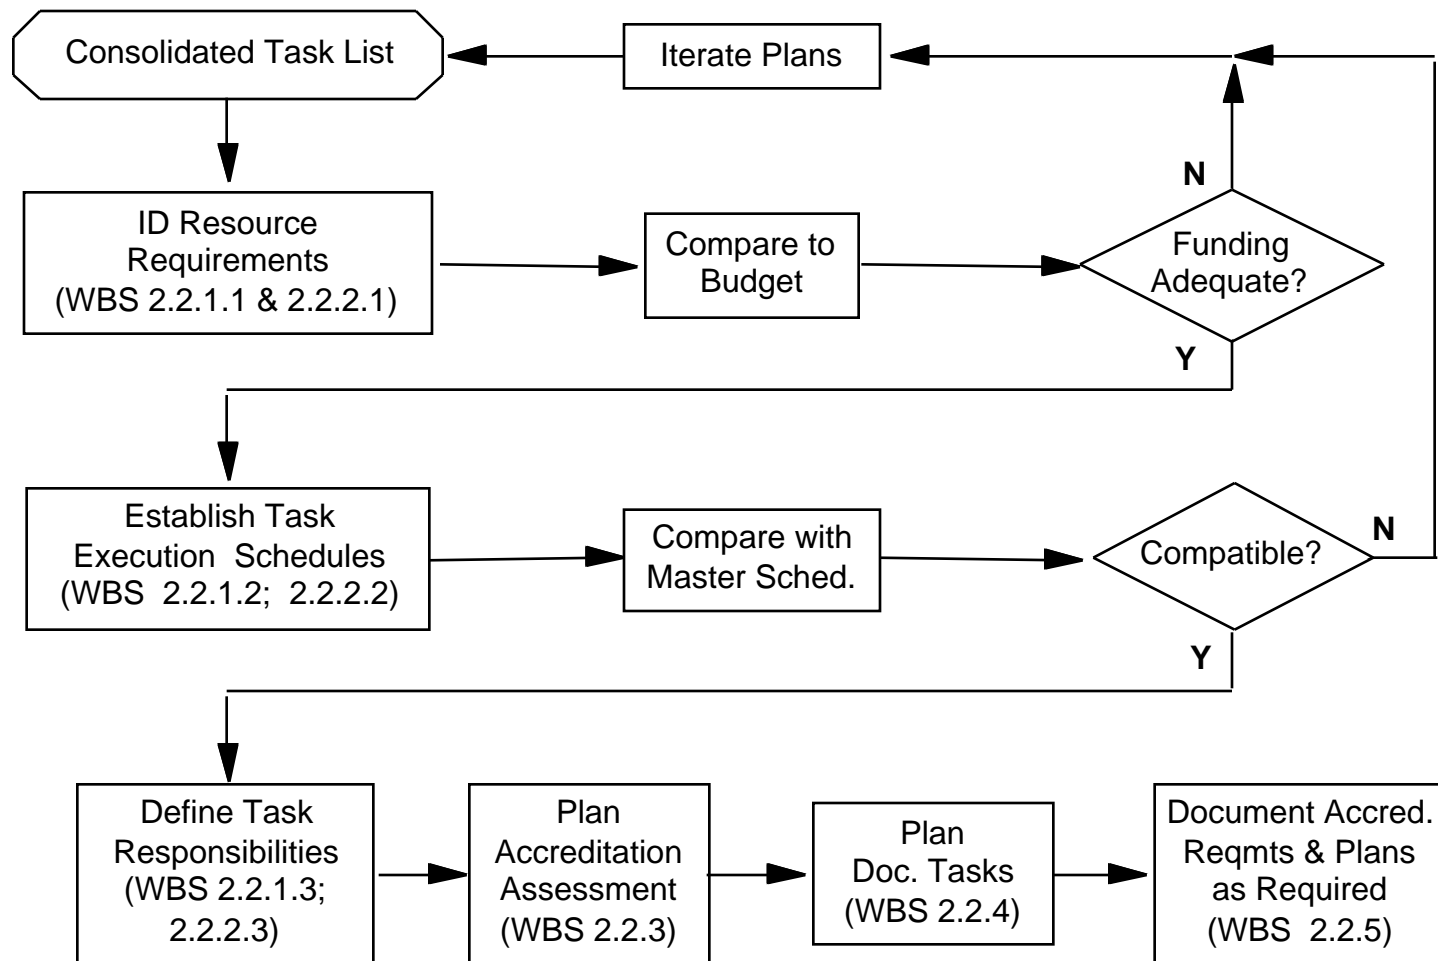 Consolidated Task List
Iterate Plans
ID Resource
Requirements
(WBS 2.2.1.1 & 2.2.2.1)
Compare to
Budget
Funding
Adequate?
N
Y
Establish Task
Execution  Schedules
(WBS  2.2.1.2;  2.2.2.2)
Compare with
Master Sched.
Compatible?
N
Y
Define Task
Responsibilities
(WBS 2.2.1.3;
2.2.2.3)
Plan
Accreditation
Assessment
(WBS 2.2.3)
Plan
Doc. Tasks
(WBS 2.2.4)
Document Accred.
Reqmts & Plans
as Required
(WBS  2.2.5)